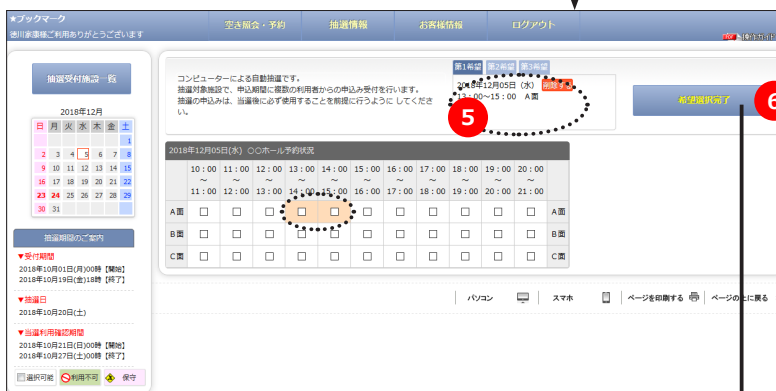 ★ブックマーク
徳川家康様ご利用ありがとうございます
空き照会・予約
抽選情報
お客様情報
ログアウト
操作ガイド
抽選受付施設一覧
2018年12月
日 月 火 水 木 金 土
1
2 3 4 5 6 7 8
9 10 11 12 13 14 15
16 17 18 19 20 21 22
23 24 25 26 27 28 29
30 31
抽選期間のご案内
▼受付期間
2018年10月01日(月)00時【開始】
2018年10月19日(金)18時【終了】
▼抽選日
2018年10月20日(土)
▼当選利用確認期間
2018年10月21日(日)00時【開始】
2018年10月27日(土)00時【終了】
選択可能 利用不可 保守
コンピューターによる自動抽選です。
抽選対象施設で、申込期間に複数の利用者からの申込み受付を行います。
抽選の申込みは、当選後に必ず使用することを前提に行うように してくださ
い。
第1希望 第2希望 第3希望
2018年12月05日（水） 削除する
13：00～15：00 A面
5
希望選択完了
6
2018年12月05日(水) 〇〇ホール予約状況
10：00 11：00 12：00 13：00 14：00 15：00 16：00 17：00 18：00 19：00 20：00
～ ～ ～ ～ ～ ～ ～ ～ ～ ～ ～
11：00 12：00 13：00 14：00 15：00 16：00 17：00 18：00 19：00 20：00 21：00
A面 □ □ □ □ □ □ □ □ □ □ □ A面
B面 □ □ □ □ □ □ □ □ □ □ □ B面
C面 □ □ □ □ □ □ □ □ □ □ □ C面
パソコン スマホ ページを印刷する ページの上に戻る